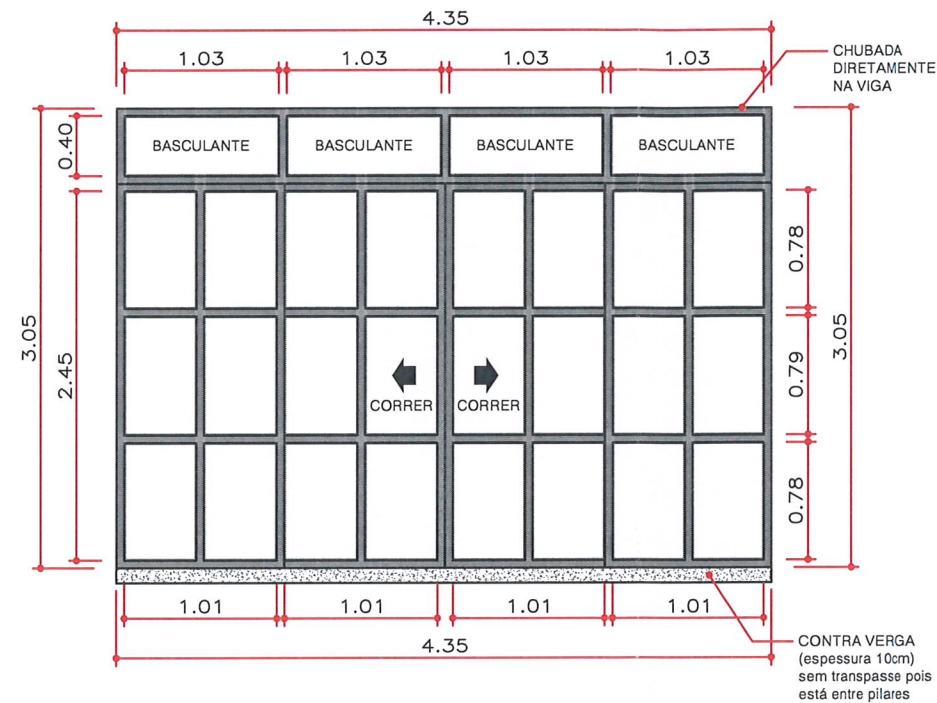 4.35
1.03 1.03 1.03 1.03
CHUBADA
DIRETAMENTE
NA VIGA
0.40
BASCULANTE BASCULANTE BASCULANTE BASCULANTE
3.05
2.45
0.78
0.79
0.78
3.05
CORRER CORRER
1.01 1.01 1.01 1.01
4.35
CONTRA VERGA
(espessura 10cm)
sem transpasse pois
está entre pilares